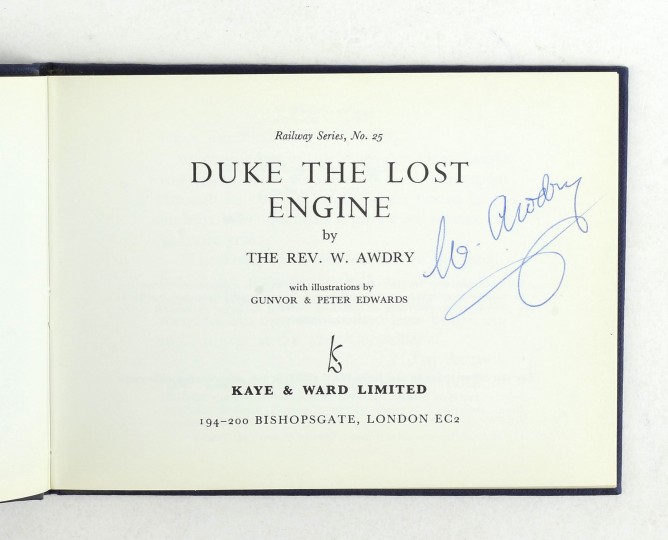 Railway Series, No. 25
DUKE THE LOST
ENGINE
by
THE REV. W. AWDRY
W. Awdry
with illustrations by
GUNVOR & PETER EDWARDS
KAYE & WARD LIMITED
194–200 BISHOPSGATE, LONDON EC2